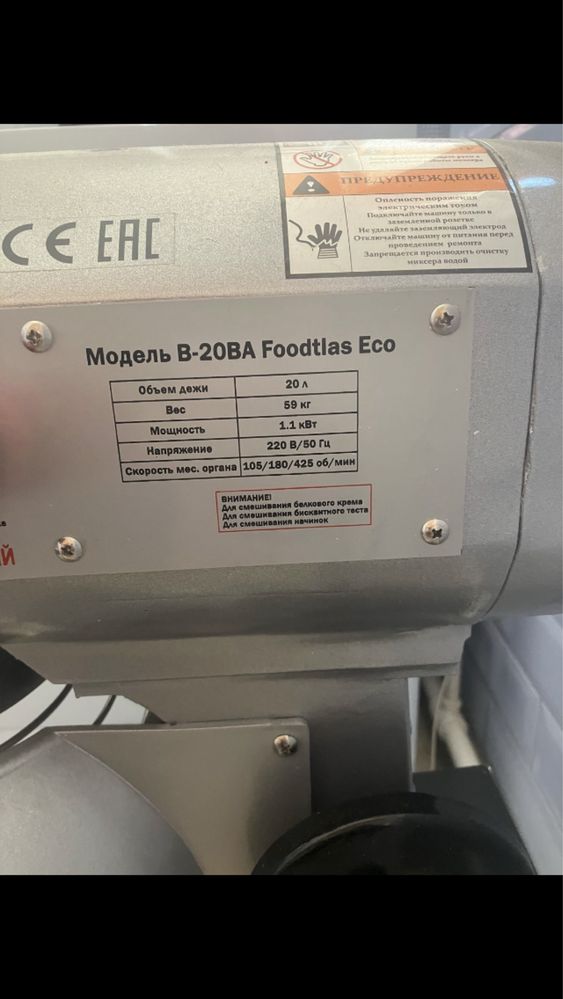 ПРЕДУПРЕЖДЕНИЕ
Опасность поражения
электрическим током
Подключайте машину только к
заземленной розетке
Не удаляйте заземляющий электрод
Отключайте машину от питания перед
проведением ремонта
Запрещается производить очистку
миксера водой
CE EAC
Модель B-20BA Foodtlas Eco
Объем дежи 20 л
Вес 59 кг
Мощность 1.1 кВт
Напряжение 220 В/50 Гц
Скорость мес. органа 105/180/425 об/мин
ВНИМАНИЕ!
Для смешивания белкового крема
Для смешивания бисквитного теста
Для смешивания начинок